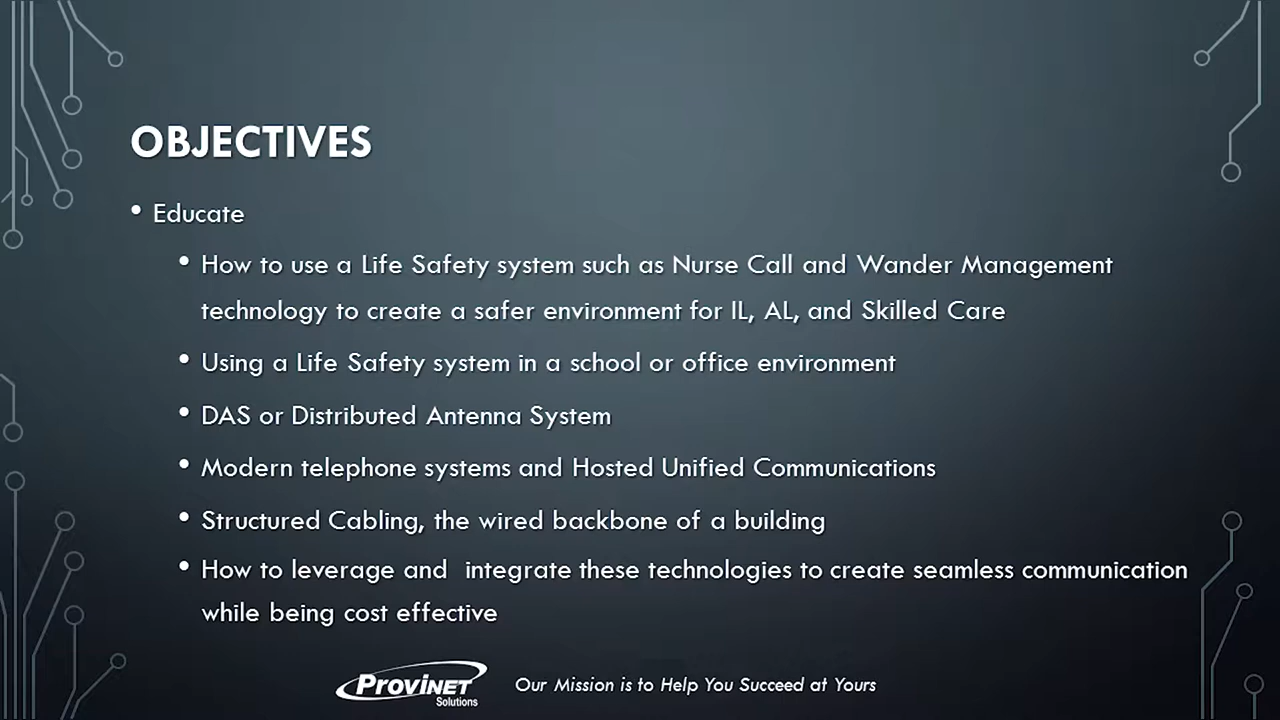 OBJECTIVES
• Educate
• How to use a Life Safety system such as Nurse Call and Wander Management
technology to create a safer environment for IL, AL, and Skilled Care
• Using a Life Safety system in a school or office environment
• DAS or Distributed Antenna System
• Modern telephone systems and Hosted Unified Communications
• Structured Cabling, the wired backbone of a building
• How to leverage and  integrate these technologies to create seamless communication
while being cost effective
PROVINET
Solutions
Our Mission is to Help You Succeed at Yours